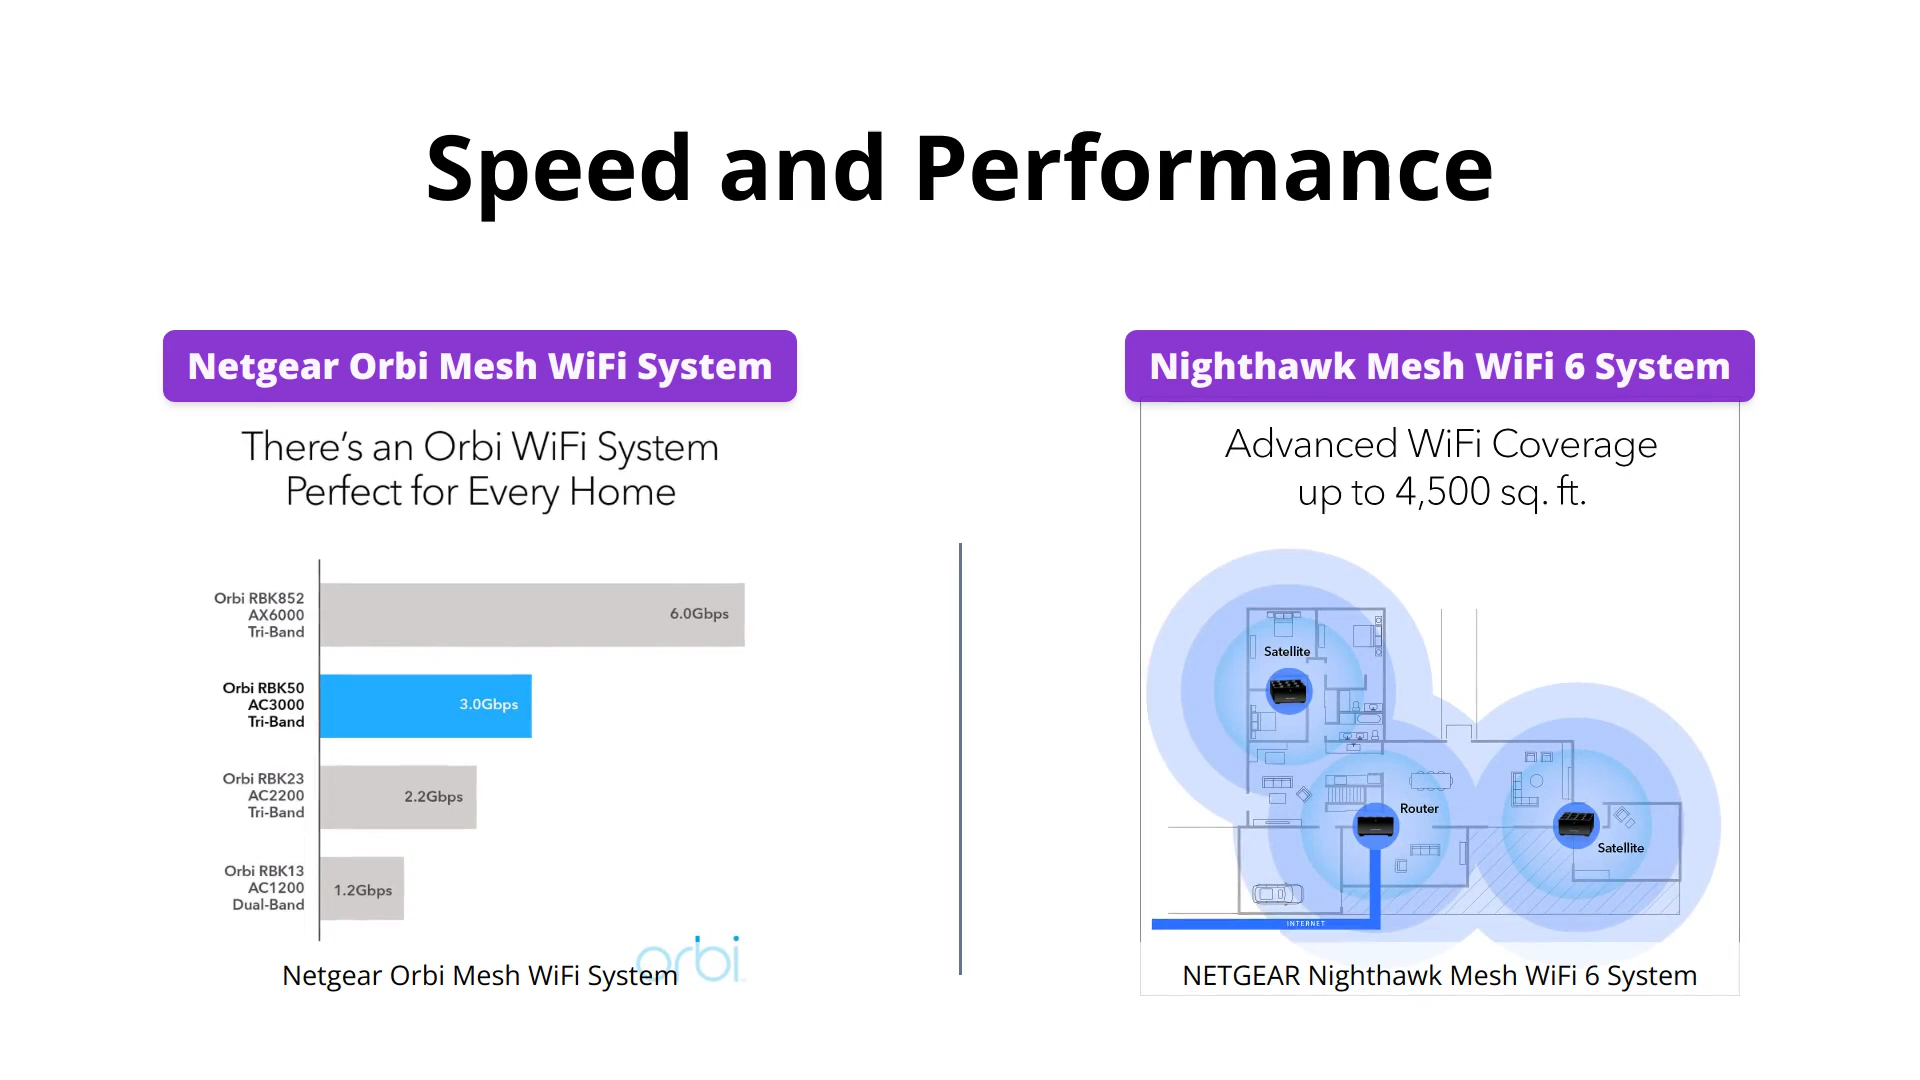 Speed and Performance
Netgear Orbi Mesh WiFi System
There's an Orbi WiFi System
Perfect for Every Home
Orbi RBK852
AX6000
Tri-Band
6.0Gbps
Orbi RBK50
AC3000
Tri-Band
3.0Gbps
Orbi RBK23
AC2200
Tri-Band
2.2Gbps
Orbi RBK13
AC1200
Dual-Band
1.2Gbps
orbi
Netgear Orbi Mesh WiFi System
Nighthawk Mesh WiFi 6 System
Advanced WiFi Coverage
up to 4,500 sq. ft.
Satellite
Router
Satellite
INTERNET
NETGEAR Nighthawk Mesh WiFi 6 System